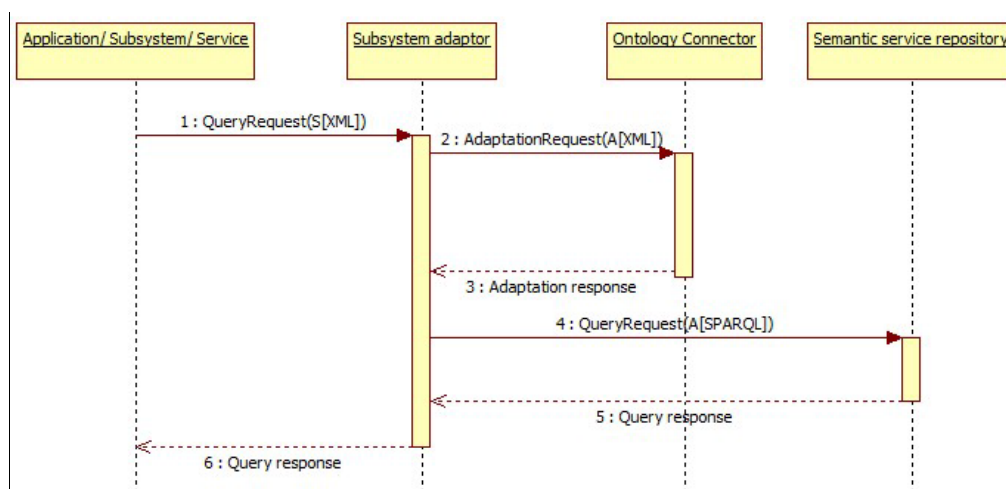 Application/ Subsystem/ Service
Subsystem adaptor
Ontology Connector
Semantic service repository
1 : QueryRequest(S[XML])
2 : AdaptationRequest(A[XML])
3 : Adaptation response
4 : QueryRequest(A[SPARQL])
5 : Query response
6 : Query response